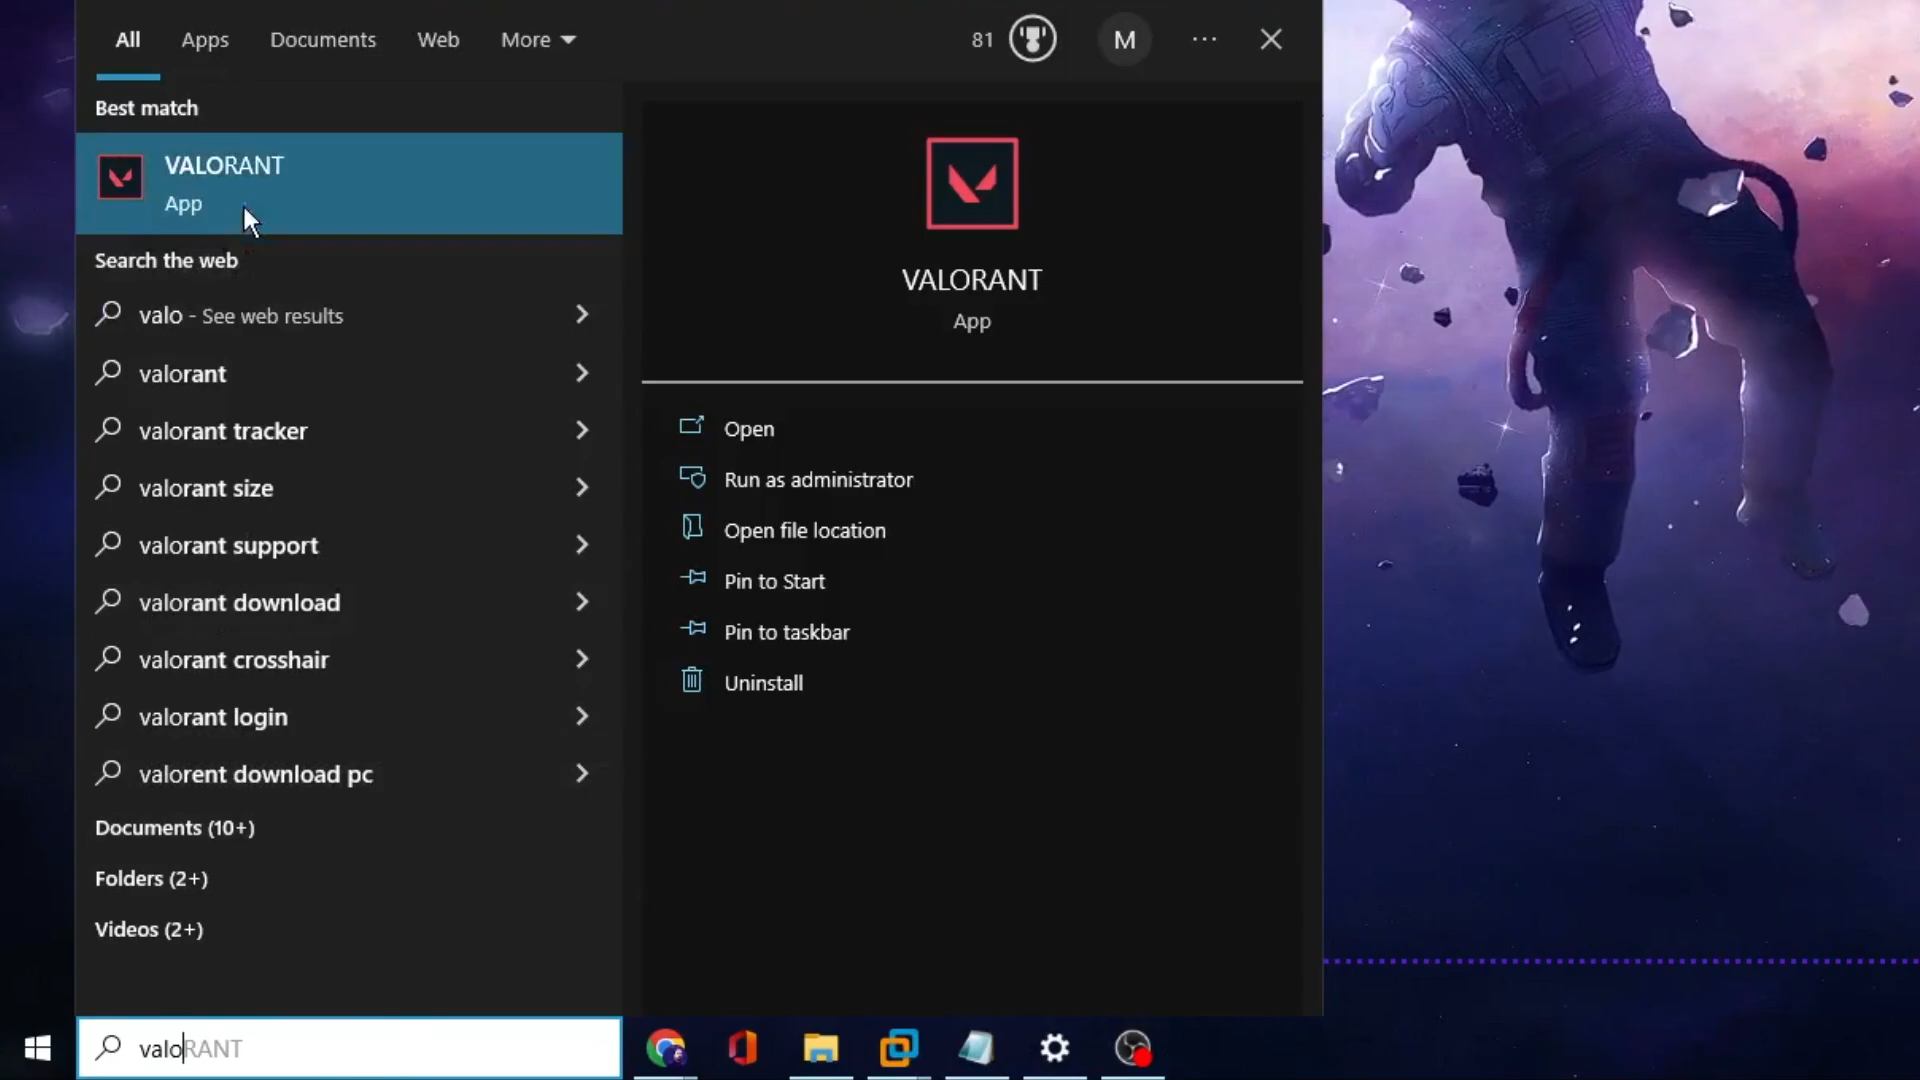 All Apps Documents Web More 81 M
Best match
VALORANT
App
Search the web
valo - See web results
valorant
valorant tracker
valorant size
valorant support
valorant download
valorant crosshair
valorant login
valorent download pc
Documents (10+)
Folders (2+)
Videos (2+)
VALORANT
App
Open
Run as administrator
Open file location
Pin to Start
Pin to taskbar
Uninstall
valoRANT